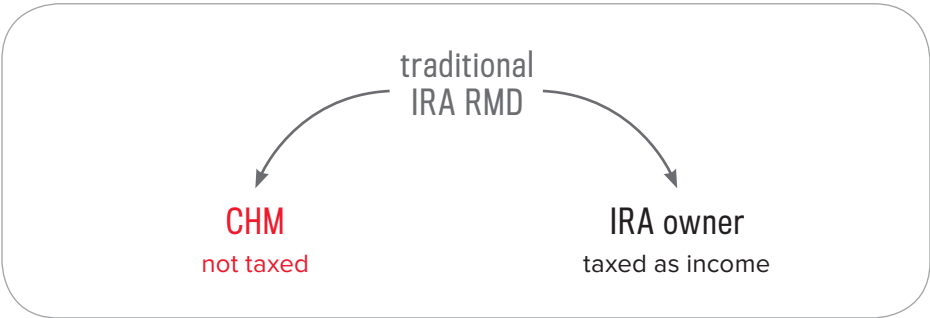 traditional
IRA RMD
CHM
not taxed
IRA owner
taxed as income